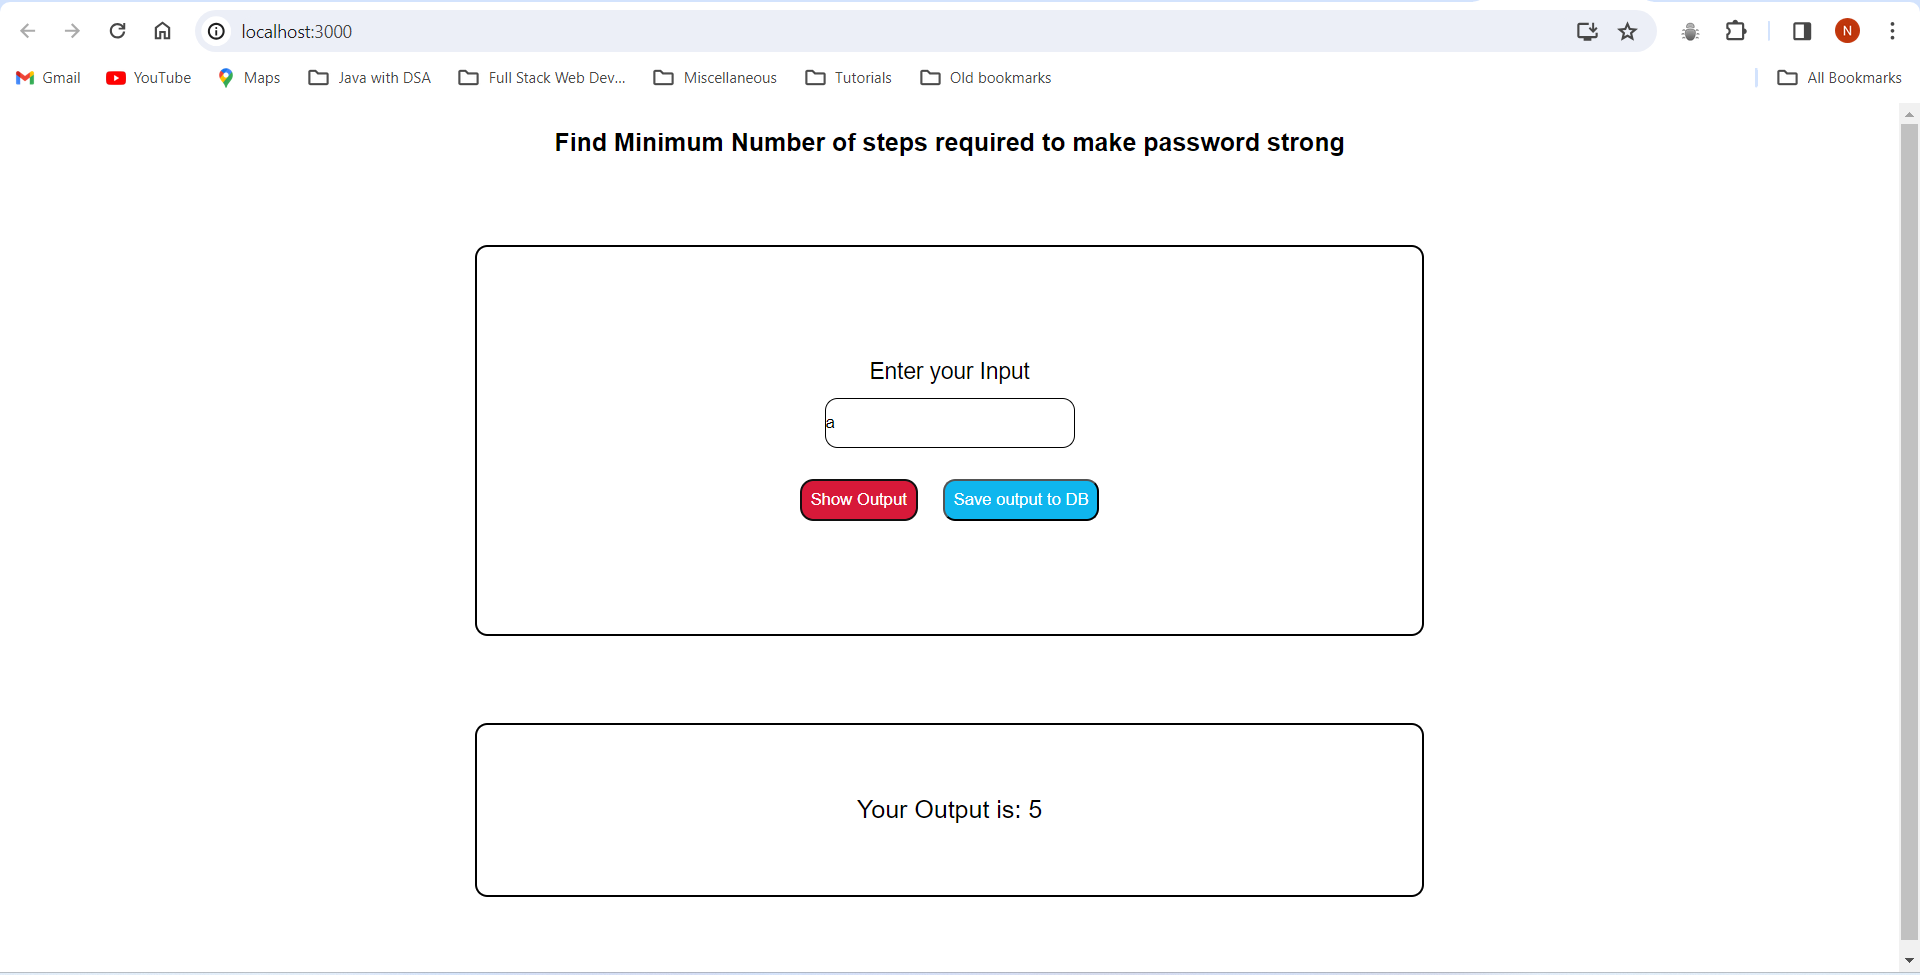 localhost:3000
N
Gmail YouTube Maps Java with DSA Full Stack Web Dev... Miscellaneous Tutorials Old bookmarks All Bookmarks
Find Minimum Number of steps required to make password strong
Enter your Input
a
Show Output Save output to DB
Your Output is: 5